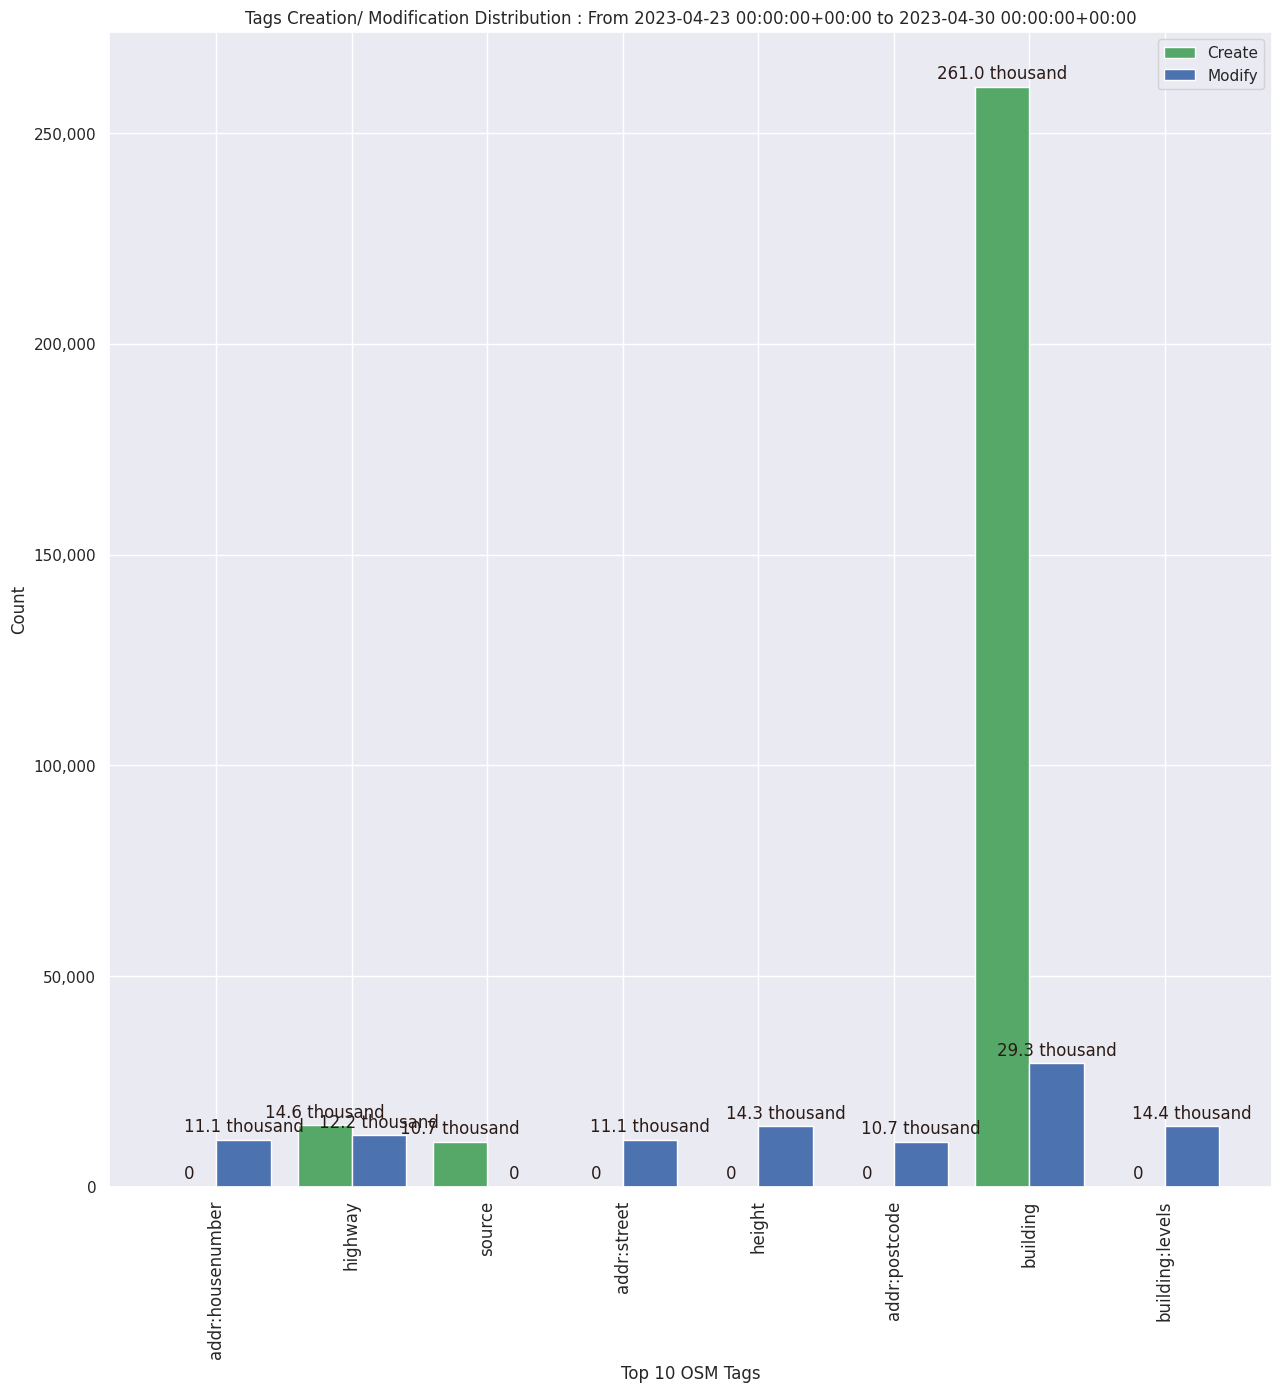 Tags Creation/ Modification Distribution : From 2023-04-23 00:00:00+00:00 to 2023-04-30 00:00:00+00:00
Create
Modify
Count
250,000
200,000
150,000
100,000
50,000
0
0
11.1 thousand
14.6 thousand
12.2 thousand
10.7 thousand
0
0
11.1 thousand
0
14.3 thousand
0
10.7 thousand
261.0 thousand
29.3 thousand
0
14.4 thousand
addr:housenumber
highway
source
addr:street
height
addr:postcode
building
building:levels
Top 10 OSM Tags